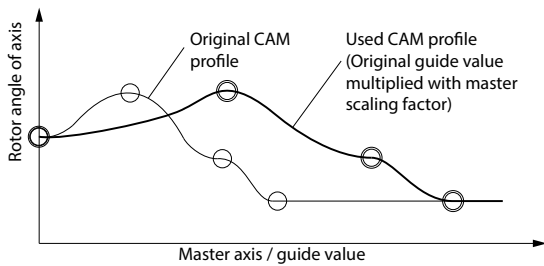 Original CAM
profile
Used CAM profile
(Original guide value
multiplied with master
scaling factor)
Rotor angle of axis
Master axis / guide value